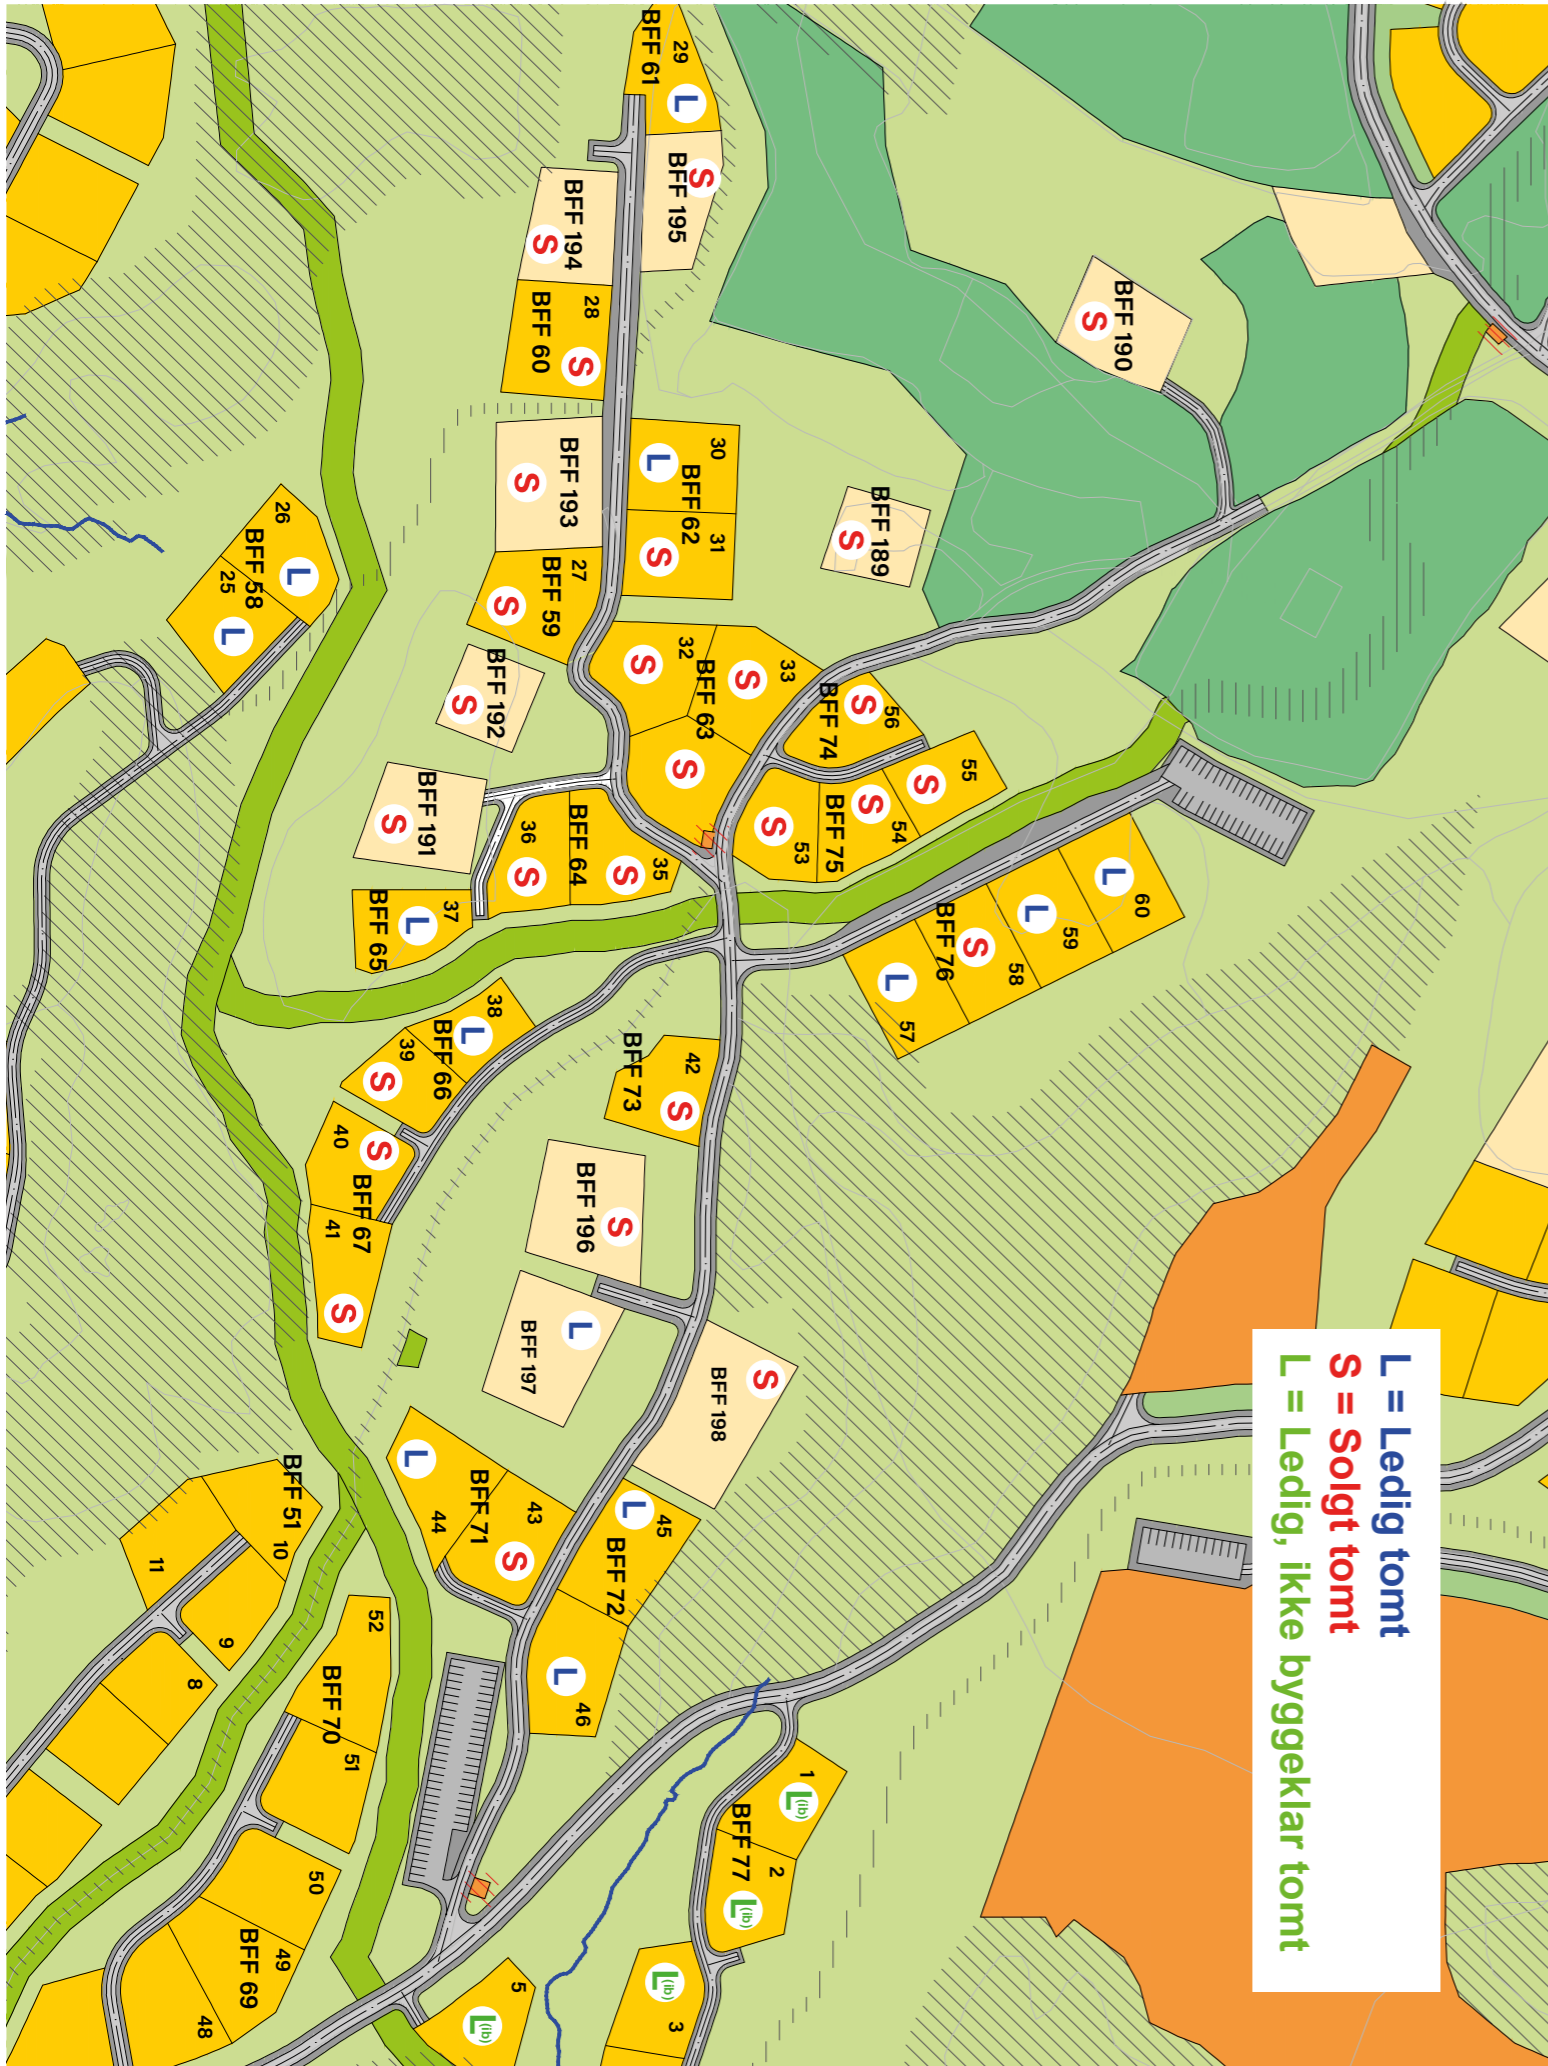 L = Ledig tomt
S = Solgt tomt
L = Ledig, ikke byggeklar tomt
BFF 61
29
L
BFF 195
S
BFF 194
S
28
BFF 60
S
BFF 190
S
BFF 193
S
30
L
BFF 62
31
S
BFF 189
S
27
BFF 59
S
26
L
BFF 58
25
L
BFF 192
S
32
S
BFF 63
33
S
S
56
S
BFF 74
55
S
54
S
BFF 75
53
S
BFF 191
S
36
S
BFF 64
35
S
37
L
BFF 65
60
L
59
L
58
S
BFF 76
57
L
38
L
BFF 66
39
S
40
S
BFF 67
41
S
42
S
BFF 73
BFF 196
S
BFF 197
L
BFF 198
S
L
44
BFF 71
43
S
45
L
BFF 72
46
L
BFF 51
10
11
9
8
52
BFF 70
51
50
49
BFF 69
48
1
L(ib)
BFF 77
2
L(ib)
3
L(ib)
5
L(ib)